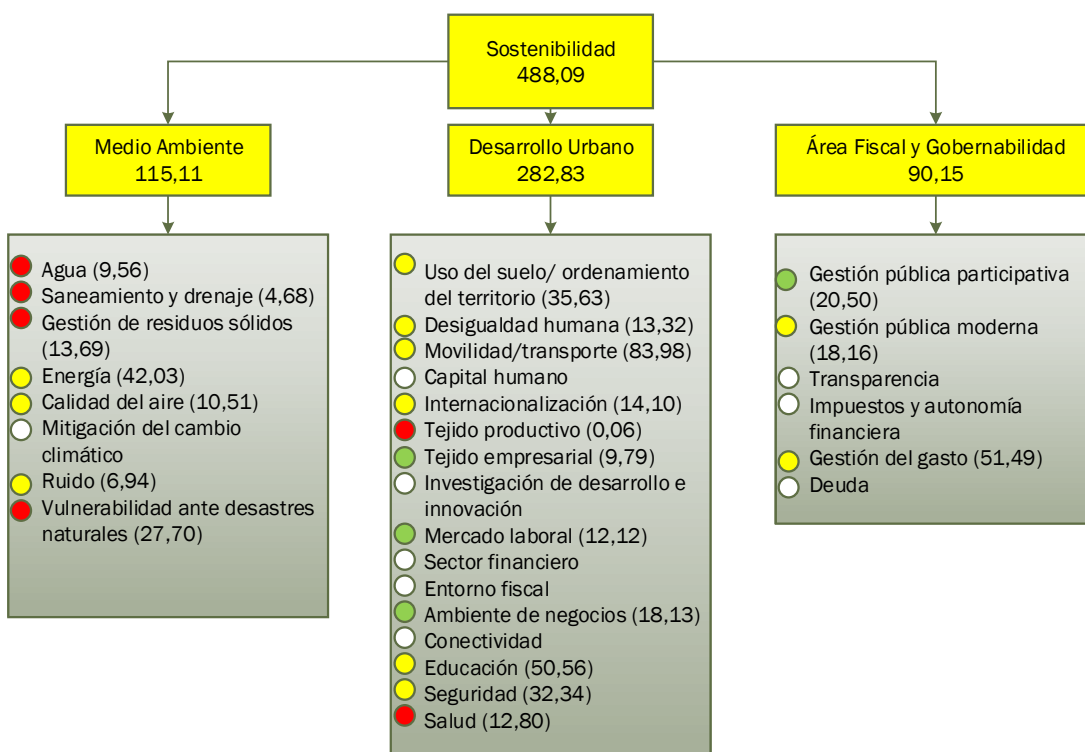 Sostenibilidad
488,09
Medio Ambiente
115,11
Desarrollo Urbano
282,83
Área Fiscal y Gobernabilidad
90,15
Agua (9,56)
Saneamiento y drenaje (4,68)
Gestión de residuos sólidos
(13,69)
Energía (42,03)
Calidad del aire (10,51)
Mitigación del cambio
climático
Ruido (6,94)
Vulnerabilidad ante desastres
naturales (27,70)
Uso del suelo/ ordenamiento
del territorio (35,63)
Desigualdad humana (13,32)
Movilidad/transporte (83,98)
Capital humano
Internacionalización (14,10)
Tejido productivo (0,06)
Tejido empresarial (9,79)
Investigación de desarrollo e
innovación
Mercado laboral (12,12)
Sector financiero
Entorno fiscal
Ambiente de negocios (18,13)
Conectividad
Educación (50,56)
Seguridad (32,34)
Salud (12,80)
Gestión pública participativa
(20,50)
Gestión pública moderna
(18,16)
Transparencia
Impuestos y autonomía
financiera
Gestión del gasto (51,49)
Deuda